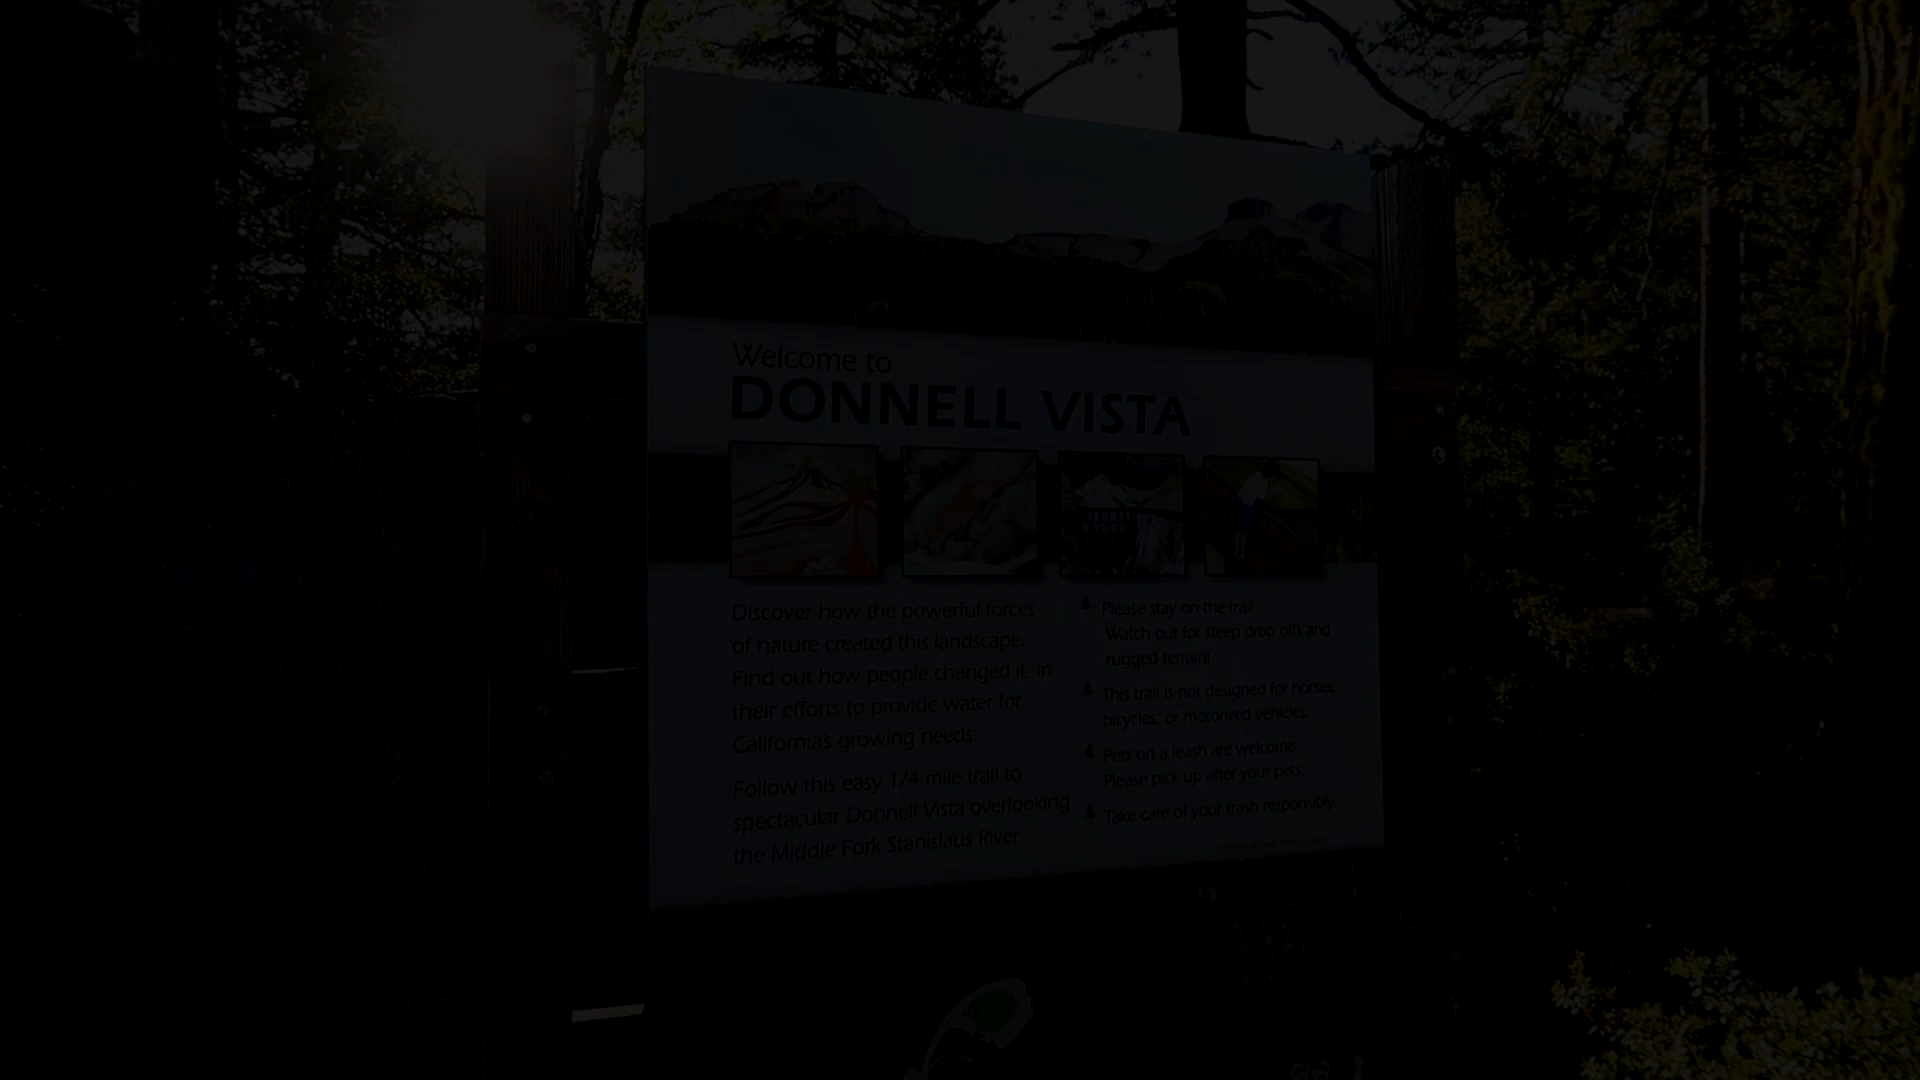 Welcome to
DONNELL VISTA
Discover how the powerful forces
of nature created this landscape.
Find out how people changed it, in
their efforts to provide water for
California's growing needs.
Follow this easy 1/4 mile trail to
spectacular Donnell Vista overlooking
the Middle Fork Stanislaus River.
Please stay on the trail.
Watch out for steep drop offs and
rugged terrain!
This trail is not designed for horses,
bicycles, or motorized vehicles.
Pets on a leash are welcome.
Please pick up after your pets.
Take care of your trash responsibly